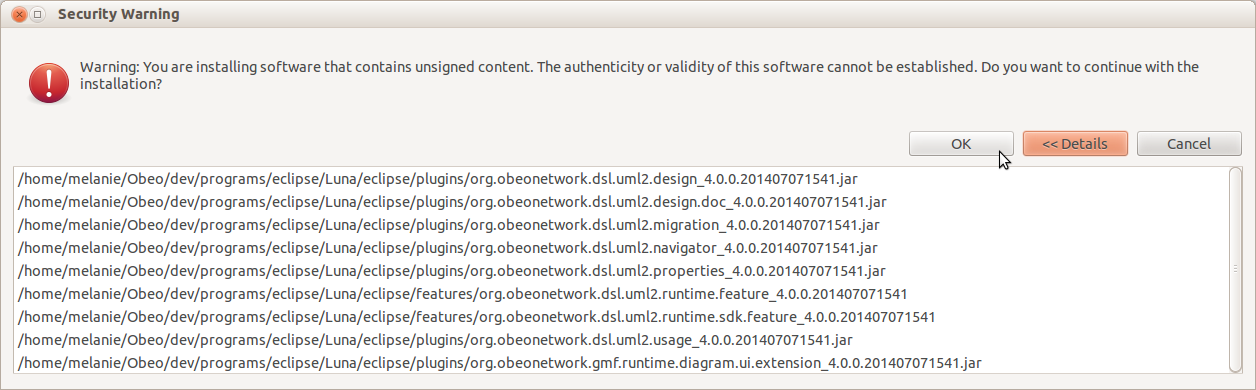 Security Warning
Warning: You are installing software that contains unsigned content. The authenticity or validity of this software cannot be established. Do you want to continue with the
installation?
OK
<< Details
Cancel
/home/melanie/Obeo/dev/programs/eclipse/Luna/eclipse/plugins/org.obeonetwork.dsl.uml2.design_4.0.0.201407071541.jar
/home/melanie/Obeo/dev/programs/eclipse/Luna/eclipse/plugins/org.obeonetwork.dsl.uml2.design.doc_4.0.0.201407071541.jar
/home/melanie/Obeo/dev/programs/eclipse/Luna/eclipse/plugins/org.obeonetwork.dsl.uml2.migration_4.0.0.201407071541.jar
/home/melanie/Obeo/dev/programs/eclipse/Luna/eclipse/plugins/org.obeonetwork.dsl.uml2.navigator_4.0.0.201407071541.jar
/home/melanie/Obeo/dev/programs/eclipse/Luna/eclipse/plugins/org.obeonetwork.dsl.uml2.properties_4.0.0.201407071541.jar
/home/melanie/Obeo/dev/programs/eclipse/Luna/eclipse/features/org.obeonetwork.dsl.uml2.runtime.feature_4.0.0.201407071541
/home/melanie/Obeo/dev/programs/eclipse/Luna/eclipse/features/org.obeonetwork.dsl.uml2.runtime.sdk.feature_4.0.0.201407071541
/home/melanie/Obeo/dev/programs/eclipse/Luna/eclipse/plugins/org.obeonetwork.dsl.uml2.usage_4.0.0.201407071541.jar
/home/melanie/Obeo/dev/programs/eclipse/Luna/eclipse/plugins/org.obeonetwork.gmf.runtime.diagram.ui.extension_4.0.0.201407071541.jar